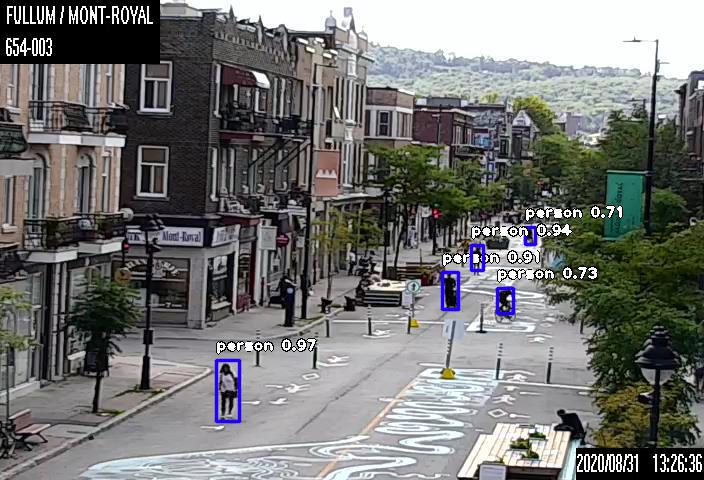 FULLUM / MONT-ROYAL
654-003
person 0.71
person 0.94
person 0.91
person 0.73
Mont-Royal
person 0.97
2020/08/31 13:26:36